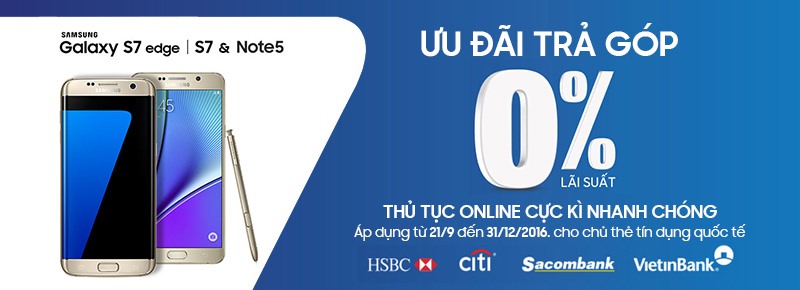 SAMSUNG
Galaxy S7 edge | S7 & Note5
ƯU ĐÃI TRẢ GÓP
0%
LÃI SUẤT
THỦ TỤC ONLINE CỰC KÌ NHANH CHÓNG
Áp dụng từ 21/9 đến 31/12/2016. cho chủ thẻ tín dụng quốc tế
HSBC citi Sacombank VietinBank